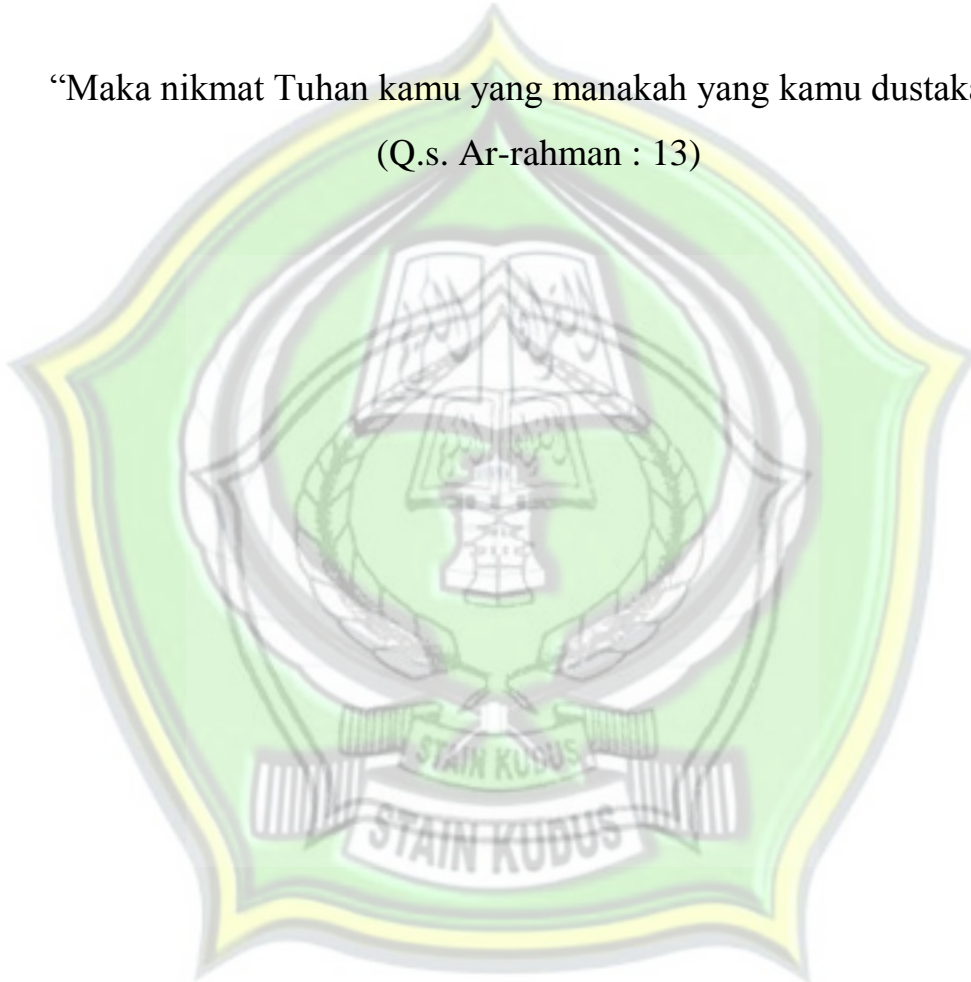 “Maka nikmat Tuhan kamu yang manakah yang kamu dustaka
(Q.s. Ar-rahman : 13)
STAIN KUDUS
STAIN KUDUS